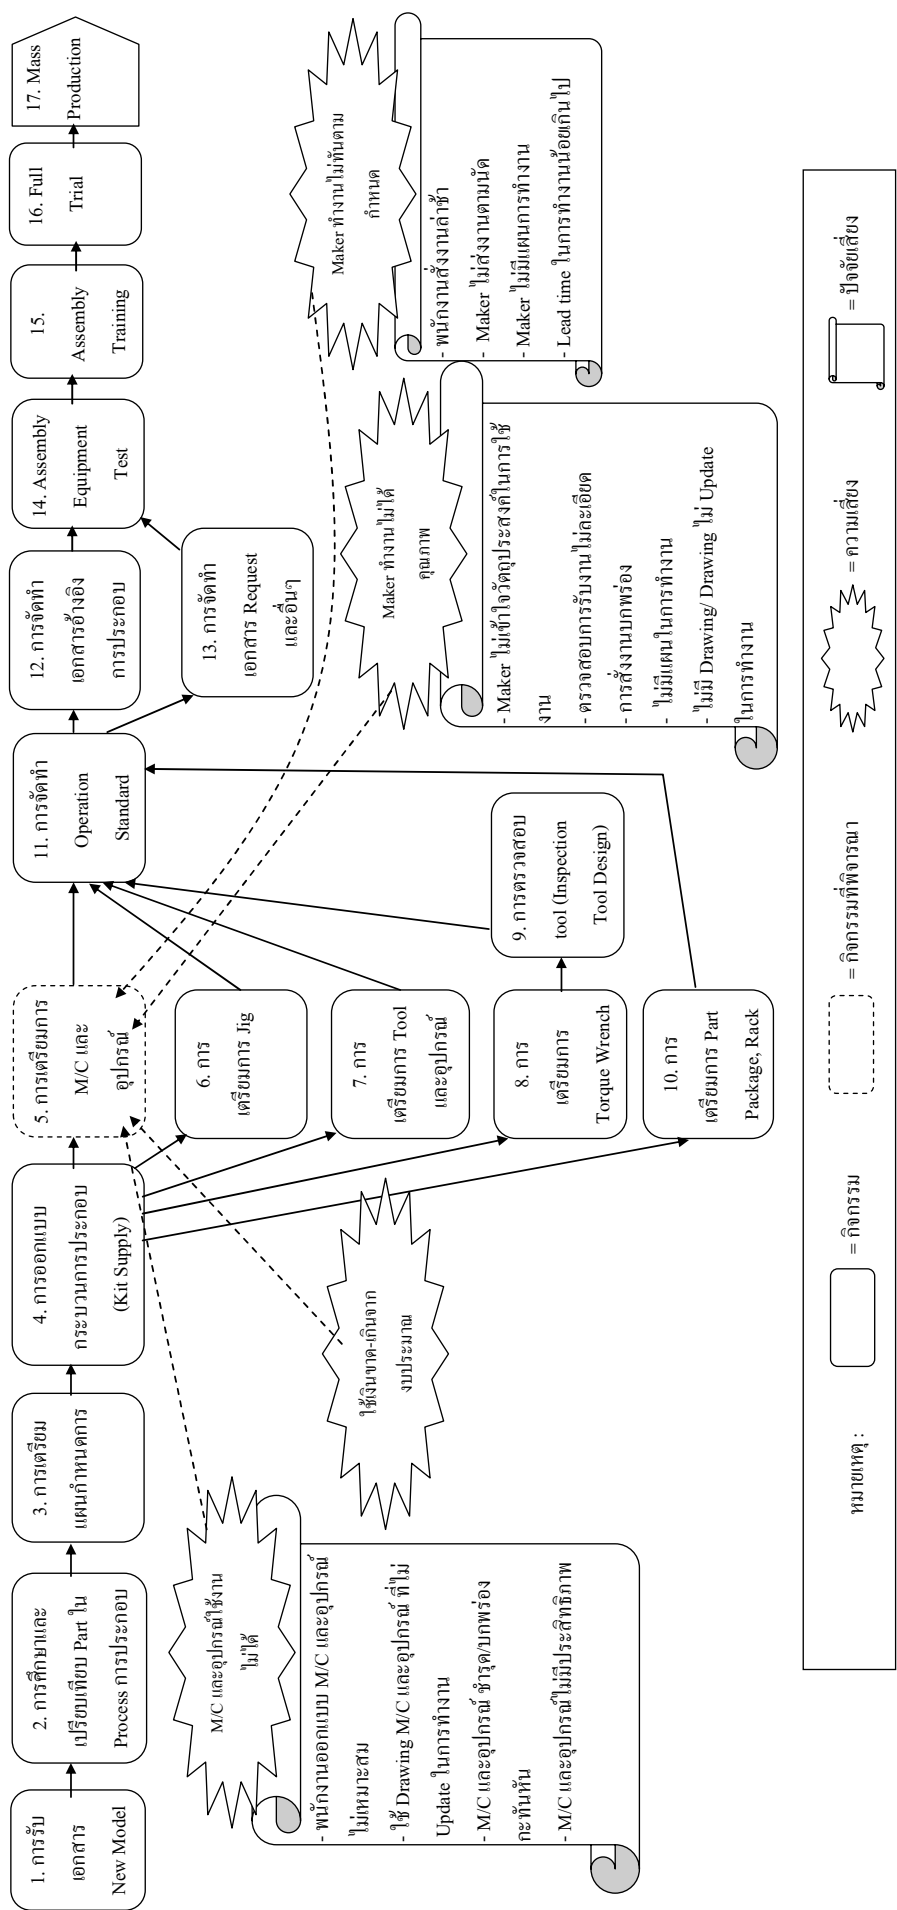 1. การรับ
เอกสาร
New Model
2. การศึกษาและ
เปรียบเทียบ Part ใน
Process การประกอบ
3. การเตรียม
แผนกำหนดการ
4. การออกแบบ
กระบวนการประกอบ
(Kit Supply)
5. การเตรียมการ
M/C และ
อุปกรณ์
6. การ
เตรียมการ Jig
7. การ
เตรียมการ Tool
และอุปกรณ์
8. การ
เตรียมการ
Torque Wrench
9. การตรวจสอบ
tool (Inspection
Tool Design)
10. การ
เตรียมการ Part
Package, Rack
11. การจัดทำ
Operation
Standard
12. การจัดทำ
เอกสารอ้างอิง
การประกอบ
13. การจัดทำ
เอกสาร Request
และอื่นๆ
14. Assembly
Equipment
Test
15.
Assembly
Training
16. Full
Trial
17. Mass
Production
M/C และอุปกรณ์ใช้งาน
ไม่ได้
- พนักงานออกแบบ M/C และอุปกรณ์
ไม่เหมาะสม
- ใช้ Drawing M/C และอุปกรณ์ ที่ไม่
Update ในการทำงาน
- M/C และอุปกรณ์ ชำรุด/บกพร่อง
กะทันหัน
- M/C และอุปกรณ์ไม่มีประสิทธิภาพ
ใช้เงินขาด-เกินจาก
งบประมาณ
Maker ทำงานไม่ได้
คุณภาพ
- Maker ไม่เข้าใจวัตถุประสงค์ในการใช้
งาน
- ตรวจสอบการรับงานไม่ละเอียด
- การสั่งงานบกพร่อง
- ไม่มีแผนในการทำงาน
- ไม่มี Drawing/ Drawing ไม่ Update
ในการทำงาน
Maker ทำงานไม่ทันตาม
กำหนด
- พนักงานสั่งงานล่าช้า
- Maker ไม่ส่งงานตามนัด
- Maker ไม่มีแผนการทำงาน
- Lead time ในการทำงานน้อยเกินไป
หมายเหตุ :
= กิจกรรม
= กิจกรรมที่พิจารณา
= ความเสี่ยง
= ปัจจัยเสี่ยง